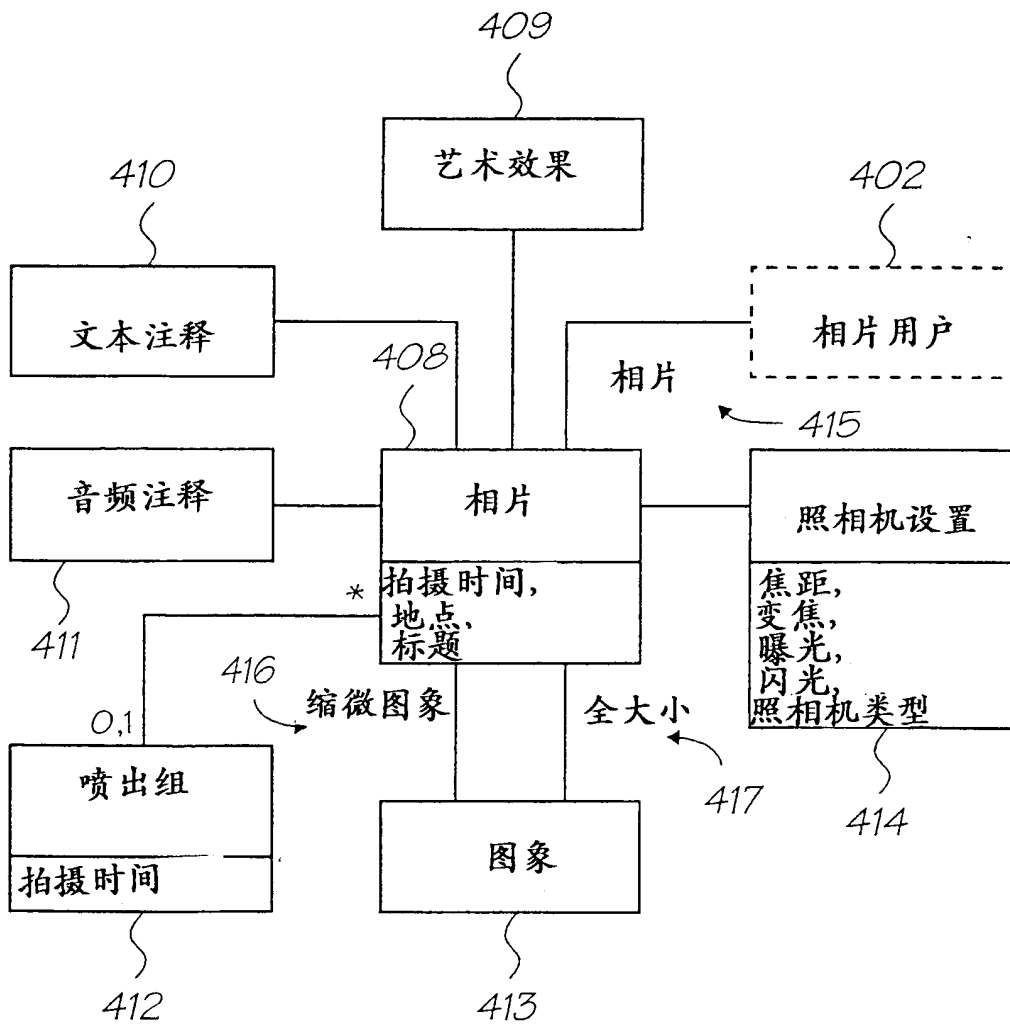 409
艺术效果
410
402
文本注释
相片用户
408
相片
415
音频注释
相片
照相机设置
411
*
拍摄时间,
地点,
标题
焦距,
变焦,
曝光,
闪光,
照相机类型
416
缩微图象
全大小
0,1
417
414
喷出组
图象
拍摄时间
412
413